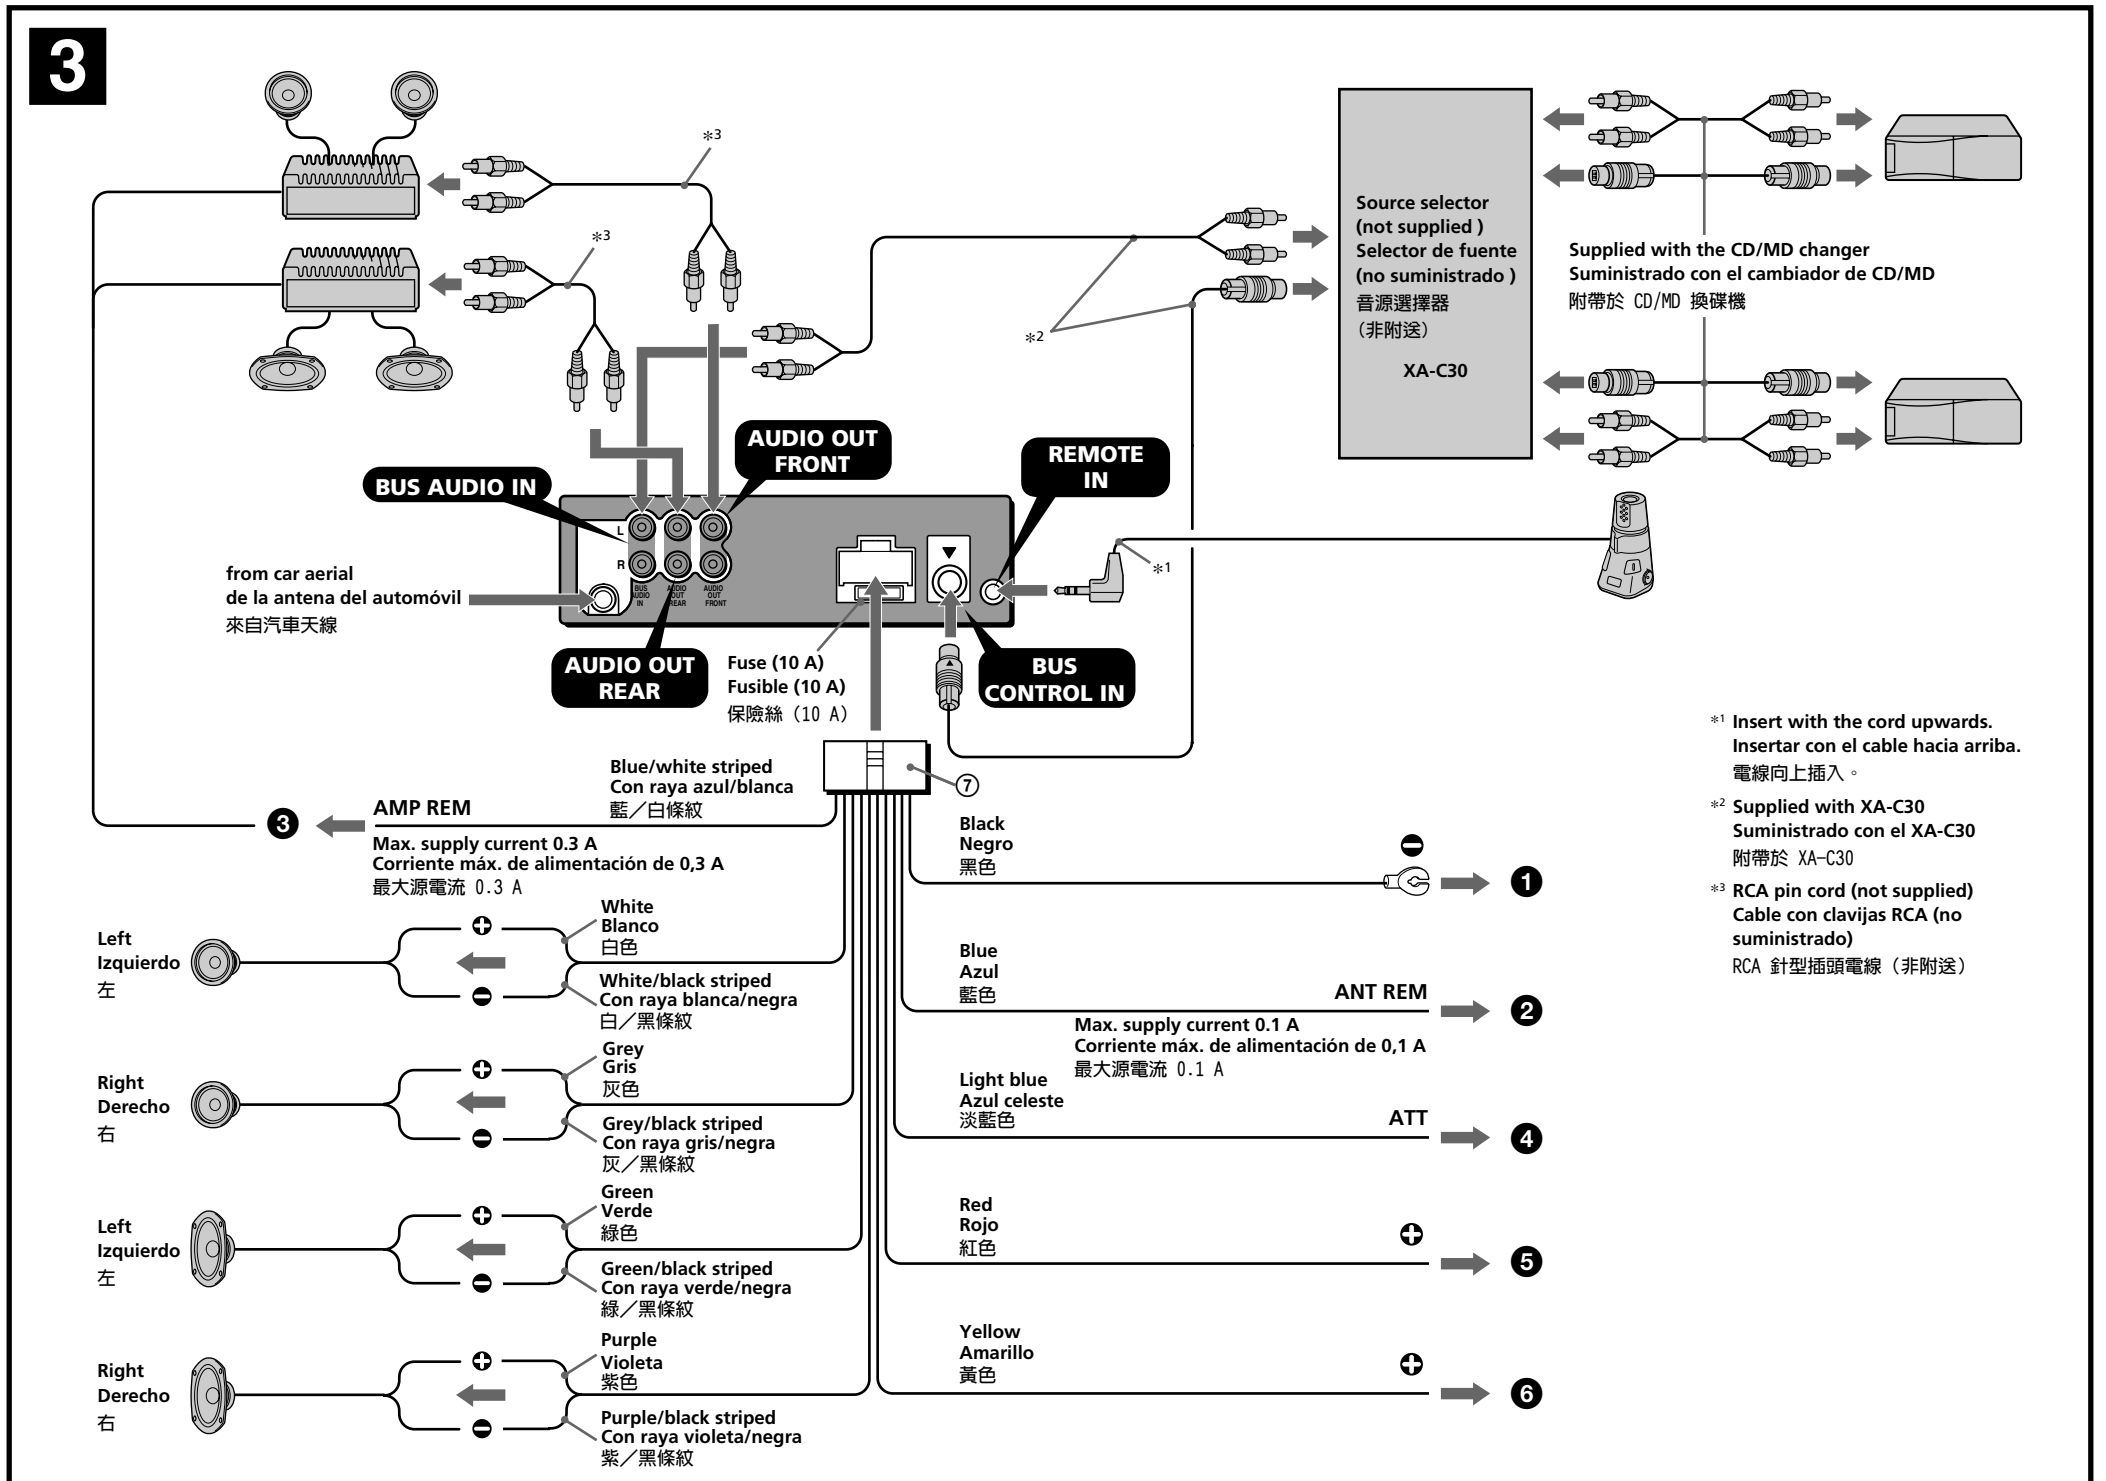 3
*3
*3
*2
Source selector
(not supplied )
Selector de fuente
(no suministrado )
音源選擇器
（非附送）
XA-C30
Supplied with the CD/MD changer
Suministrado con el cambiador de CD/MD
附帶於 CD/MD 換碟機
AUDIO OUT
FRONT
REMOTE
IN
BUS AUDIO IN
L
R
BUS
AUDIO
IN
AUDIO
OUT
REAR
AUDIO
OUT
FRONT
*1
from car aerial
de la antena del automóvil
來自汽車天線
AUDIO OUT
REAR
Fuse (10 A)
Fusible (10 A)
保險絲（10 A）
BUS
CONTROL IN
*1 Insert with the cord upwards.
Insertar con el cable hacia arriba.
電線向上插入。
*2 Supplied with XA-C30
Suministrado con el XA-C30
附帶於 XA-C30
*3 RCA pin cord (not supplied)
Cable con clavijas RCA (no
suministrado)
RCA 針型插頭電線（非附送）
⑦
Blue/white striped
Con raya azul/blanca
藍／白條紋
❸
AMP REM
Max. supply current 0.3 A
Corriente máx. de alimentación de 0,3 A
最大源電流 0.3 A
Left
Izquierdo
左
White
Blanco
白色
White/black striped
Con raya blanca/negra
白／黑條紋
Right
Derecho
右
Grey
Gris
灰色
Grey/black striped
Con raya gris/negra
灰／黑條紋
Left
Izquierdo
左
Green
Verde
綠色
Green/black striped
Con raya verde/negra
綠／黑條紋
Right
Derecho
右
Purple
Violeta
紫色
Purple/black striped
Con raya violeta/negra
紫／黑條紋
Black
Negro
黑色
❶
Blue
Azul
藍色
ANT REM
❷
Max. supply current 0.1 A
Corriente máx. de alimentación de 0,1 A
最大源電流 0.1 A
Light blue
Azul celeste
淡藍色
ATT
❹
Red
Rojo
紅色
❺
Yellow
Amarillo
黃色
❻